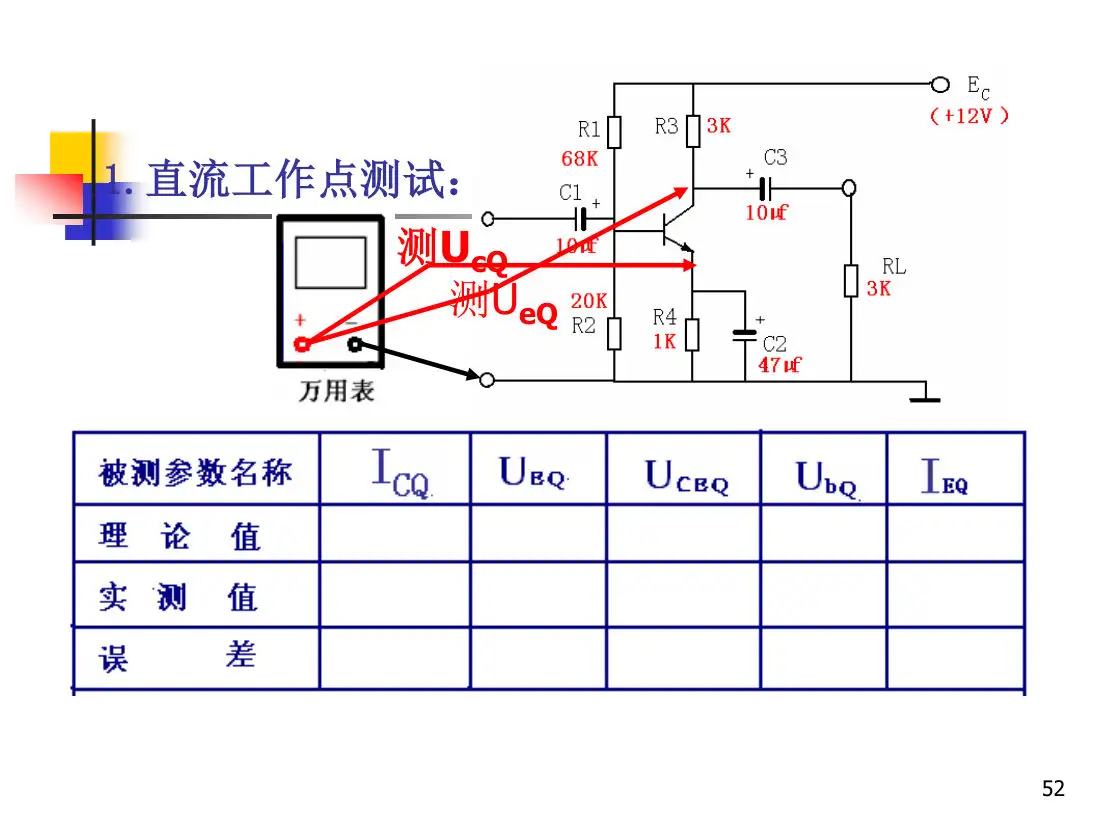 1.直流工作点测试：
E_C
（+12V）
R1
68K
R3
3K
C3
+
10μf
C1
+
10μf
测U_cQ
测U_eQ
20K
R2
R4
1K
+
C2
47μf
RL
3K
+
−
万用表
被测参数名称 I_CQ. U_EQ. U_CEQ U_bQ. I_EQ
理 论 值
实 测 值
误 差
52